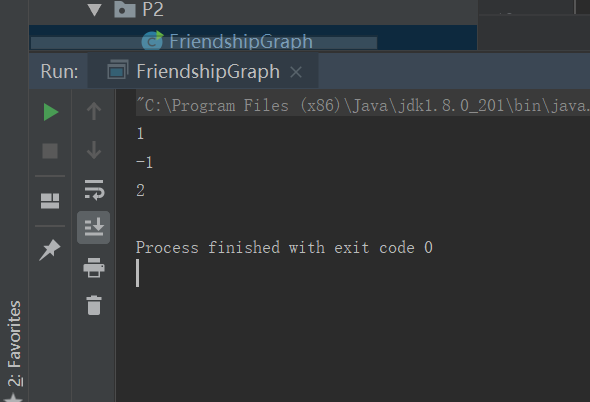 P2
FriendshipGraph
Run: FriendshipGraph
"C:\Program Files (x86)\Java\jdk1.8.0_201\bin\java.
1
-1
2
Process finished with exit code 0
2: Favorites